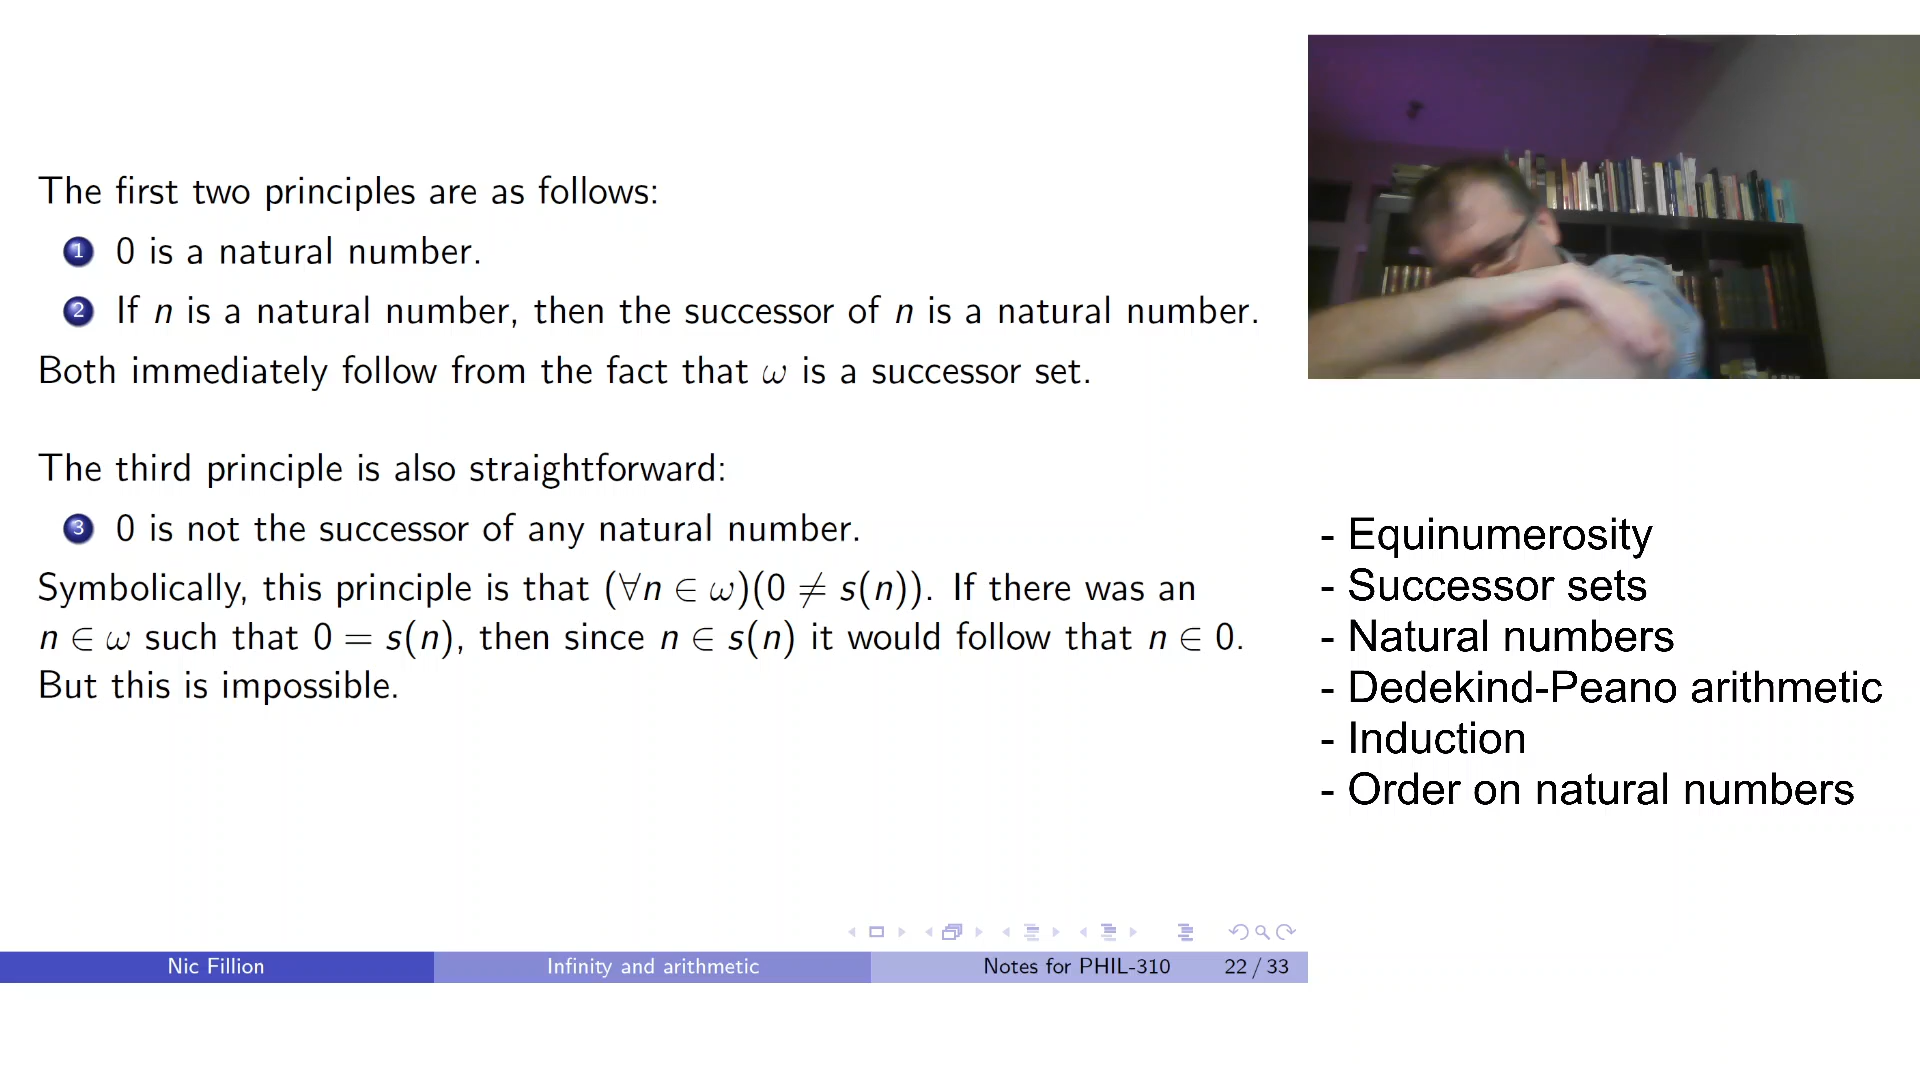 The first two principles are as follows:
1 0 is a natural number.
2 If n is a natural number, then the successor of n is a natural number.
Both immediately follow from the fact that ω is a successor set.
The third principle is also straightforward:
3 0 is not the successor of any natural number.
Symbolically, this principle is that (∀n ∈ ω)(0 ≠ s(n)). If there was an
n ∈ ω such that 0 = s(n), then since n ∈ s(n) it would follow that n ∈ 0.
But this is impossible.
- Equinumerosity
- Successor sets
- Natural numbers
- Dedekind-Peano arithmetic
- Induction
- Order on natural numbers
Nic Fillion Infinity and arithmetic Notes for PHIL-310 22 / 33